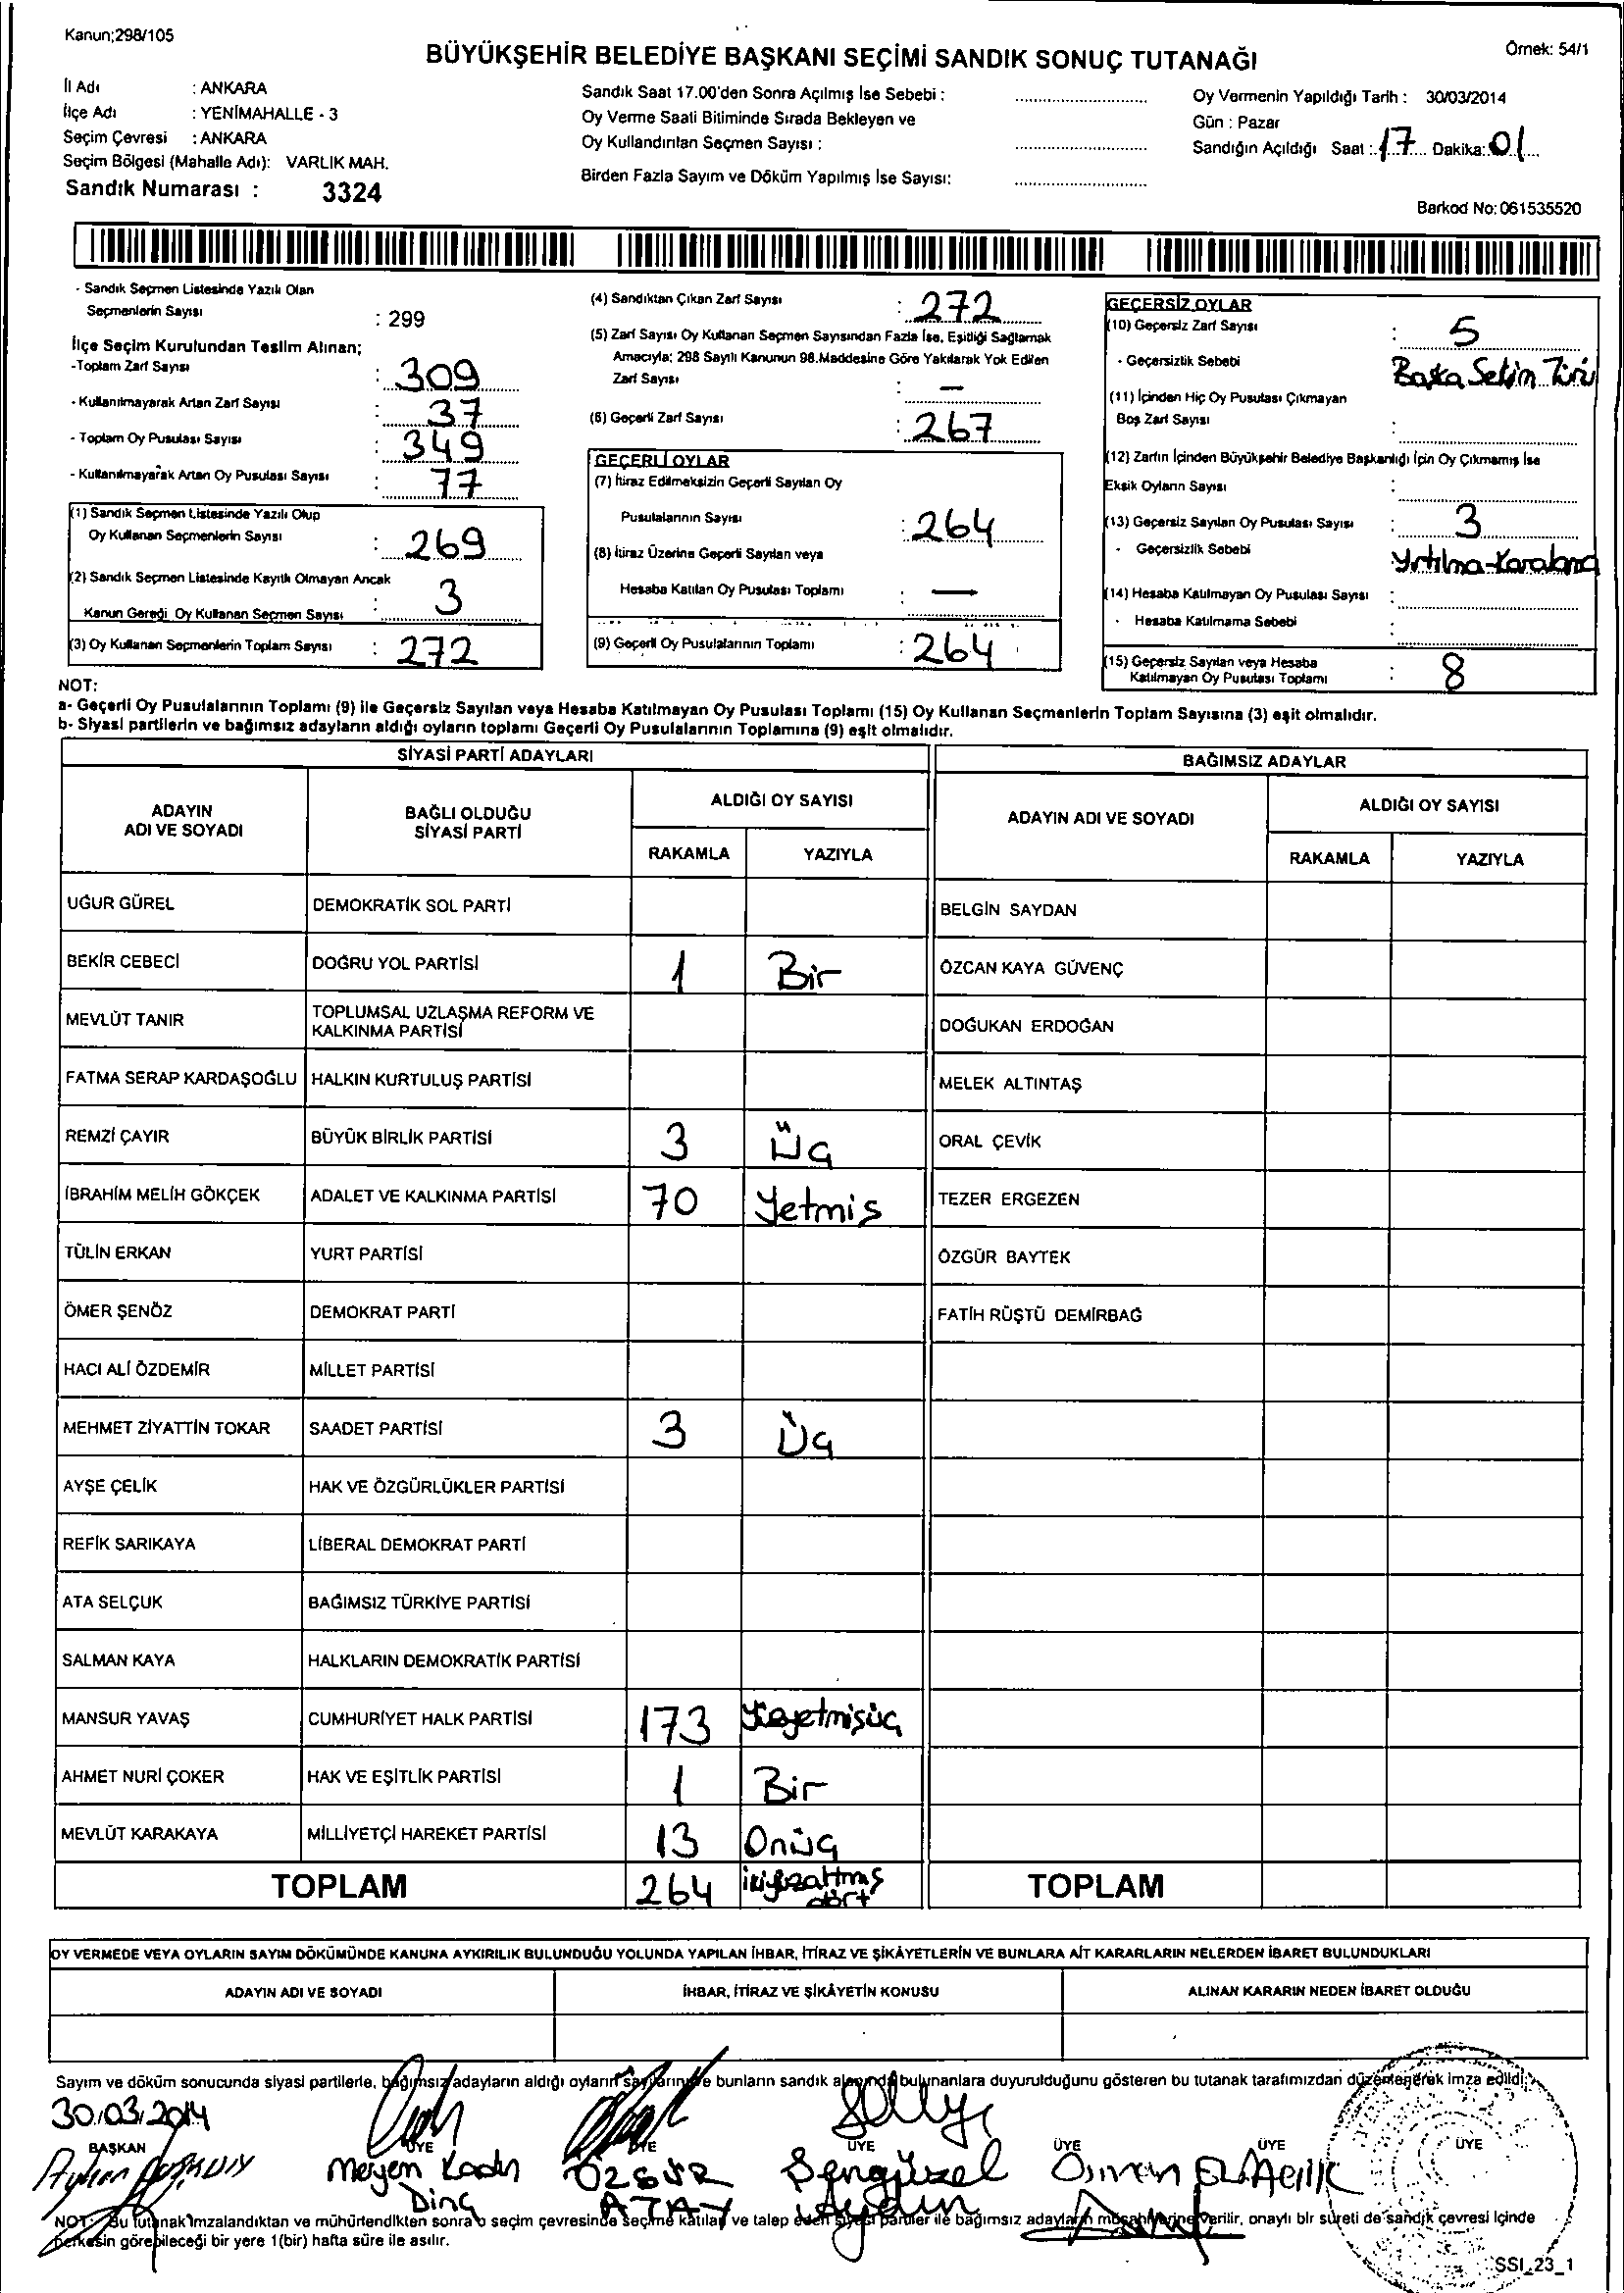 Kanun;298/105
Örnek: 54/1
BÜYÜKŞEHİR BELEDİYE BAŞKANI SEÇİMİ SANDIK SONUÇ TUTANAĞI
İl Adı : ANKARA
İlçe Adı : YENİMAHALLE - 3
Seçim Çevresi : ANKARA
Seçim Bölgesi (Mahalle Adı): VARLIK MAH.
Sandık Numarası : 3324
Sandık Saat 17.00'den Sonra Açılmış İse Sebebi :
Oy Verme Saati Bitiminde Sırada Bekleyen ve
Oy Kullandırılan Seçmen Sayısı :
Birden Fazla Sayım ve Döküm Yapılmış İse Sayısı:
Oy Vermenin Yapıldığı Tarih : 30/03/2014
Gün : Pazar
Sandığın Açıldığı Saat : 17 Dakika: 01
Barkod No: 061535520
- Sandık Seçmen Listesinde Yazılı Olan
Seçmenlerin Sayısı : 299
İlçe Seçim Kurulundan Teslim Alınan;
-Toplam Zarf Sayısı : 309
- Kullanılmayarak Artan Zarf Sayısı : 37
- Toplam Oy Pusulası Sayısı : 349
- Kullanılmayarak Artan Oy Pusulası Sayısı : 77
(1) Sandık Seçmen Listesinde Yazılı Olup
Oy Kullanan Seçmenlerin Sayısı : 269
(2) Sandık Seçmen Listesinde Kayıtlı Olmayan Ancak
Kanun Gereği Oy Kullanan Seçmen Sayısı : 3
(3) Oy Kullanan Seçmenlerin Toplam Sayısı : 272
(4) Sandıktan Çıkan Zarf Sayısı : 272
(5) Zarf Sayısı Oy Kullanan Seçmen Sayısından Fazla İse, Eşitliği Sağlamak
Amacıyla; 298 Sayılı Kanunun 98.Maddesine Göre Yakılarak Yok Edilen
Zarf Sayısı : —
(6) Geçerli Zarf Sayısı : 267
GEÇERLİ OYLAR
(7) İtiraz Edilmeksizin Geçerli Sayılan Oy
Pusulalarının Sayısı : 264
(8) İtiraz Üzerine Geçerli Sayılan veya
Hesaba Katılan Oy Pusulası Toplamı : —
(9) Geçerli Oy Pusulalarının Toplamı : 264
GEÇERSİZ OYLAR
(10) Geçersiz Zarf Sayısı : 5
- Geçersizlik Sebebi Başka Seçim Türü
(11) İçinden Hiç Oy Pusulası Çıkmayan
Boş Zarf Sayısı :
(12) Zarfın İçinden Büyükşehir Belediye Başkanlığı İçin Oy Çıkmamış İse
Eksik Oyların Sayısı :
(13) Geçersiz Sayılan Oy Pusulası Sayısı : 3
- Geçersizlik Sebebi Yırtılma-Karalama
(14) Hesaba Katılmayan Oy Pusulası Sayısı :
- Hesaba Katılmama Sebebi :
(15) Geçersiz Sayılan veya Hesaba
Katılmayan Oy Pusulası Toplamı : 8
NOT:
a- Geçerli Oy Pusulalarının Toplamı (9) ile Geçersiz Sayılan veya Hesaba Katılmayan Oy Pusulası Toplamı (15) Oy Kullanan Seçmenlerin Toplam Sayısına (3) eşit olmalıdır.
b- Siyasi partilerin ve bağımsız adayların aldığı oyların toplamı Geçerli Oy Pusulalarının Toplamına (9) eşit olmalıdır.
SİYASİ PARTİ ADAYLARI BAĞIMSIZ ADAYLAR
ADAYIN ADI VE SOYADI BAĞLI OLDUĞU SİYASİ PARTİ ALDIĞI OY SAYISI ADAYIN ADI VE SOYADI ALDIĞI OY SAYISI
RAKAMLA YAZIYLA RAKAMLA YAZIYLA
UĞUR GÜREL DEMOKRATİK SOL PARTİ BELGİN SAYDAN
BEKİR CEBECİ DOĞRU YOL PARTİSİ 1 Bir ÖZCAN KAYA GÜVENÇ
MEVLÜT TANIR TOPLUMSAL UZLAŞMA REFORM VE KALKINMA PARTİSİ DOĞUKAN ERDOĞAN
FATMA SERAP KARDAŞOĞLU HALKIN KURTULUŞ PARTİSİ MELEK ALTINTAŞ
REMZİ ÇAYIR BÜYÜK BİRLİK PARTİSİ 3 Üç ORAL ÇEVİK
İBRAHİM MELİH GÖKÇEK ADALET VE KALKINMA PARTİSİ 70 Yetmis TEZER ERGEZEN
TÜLİN ERKAN YURT PARTİSİ ÖZGÜR BAYTEK
ÖMER ŞENÖZ DEMOKRAT PARTİ FATİH RÜŞTÜ DEMİRBAĞ
HACI ALİ ÖZDEMİR MİLLET PARTİSİ
MEHMET ZİYATTİN TOKAR SAADET PARTİSİ 3 Üç
AYŞE ÇELİK HAK VE ÖZGÜRLÜKLER PARTİSİ
REFİK SARIKAYA LİBERAL DEMOKRAT PARTİ
ATA SELÇUK BAĞIMSIZ TÜRKİYE PARTİSİ
SALMAN KAYA HALKLARIN DEMOKRATİK PARTİSİ
MANSUR YAVAŞ CUMHURİYET HALK PARTİSİ 173 Yüzyetmişüç
AHMET NURİ ÇOKER HAK VE EŞİTLİK PARTİSİ 1 Bir
MEVLÜT KARAKAYA MİLLİYETÇİ HAREKET PARTİSİ 13 Onüç
TOPLAM 264 ikiyüzaltmış dört TOPLAM
OY VERMEDE VEYA OYLARIN SAYIM DÖKÜMÜNDE KANUNA AYKIRILIK BULUNDUĞU YOLUNDA YAPILAN İHBAR, İTİRAZ VE ŞİKÂYETLERİN VE BUNLARA AİT KARARLARIN NELERDEN İBARET BULUNDUKLARI
ADAYIN ADI VE SOYADI İHBAR, İTİRAZ VE ŞİKÂYETİN KONUSU ALINAN KARARIN NEDEN İBARET OLDUĞU
Sayım ve döküm sonucunda siyasi partilerle, bağımsız adayların aldığı oyların sayılarını ve bunların sandık alanında bulunanlara duyurulduğunu gösteren bu tutanak tarafımızdan düzenlenerek imza edildi.
30.03.2014
BAŞKAN ÜYE ÜYE ÜYE ÜYE ÜYE ÜYE
Ayhan Meryem Kadın Dinç ÖZGÜR ATAY Şengüzel Aydın Osman
NOT: Bu tutanak imzalandıktan ve mühürlendikten sonra o seçim çevresinde seçime katılan ve talep eden siyasi partiler ile bağımsız adayların müşahitlerine verilir, onaylı bir sureti de sandık çevresi içinde
herkesin görebileceği bir yere 1(bir) hafta süre ile asılır.
SSI_23_1